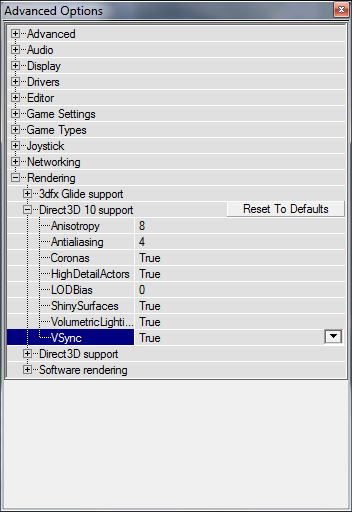 Advanced Options
Advanced
Audio
Display
Drivers
Editor
Game Settings
Game Types
Joystick
Networking
Rendering
3dfx Glide support
Direct3D 10 support Reset To Defaults
Anisotropy 8
Antialiasing 4
Coronas True
HighDetailActors True
LODBias 0
ShinySurfaces True
VolumetricLighti... True
VSync True
Direct3D support
Software rendering